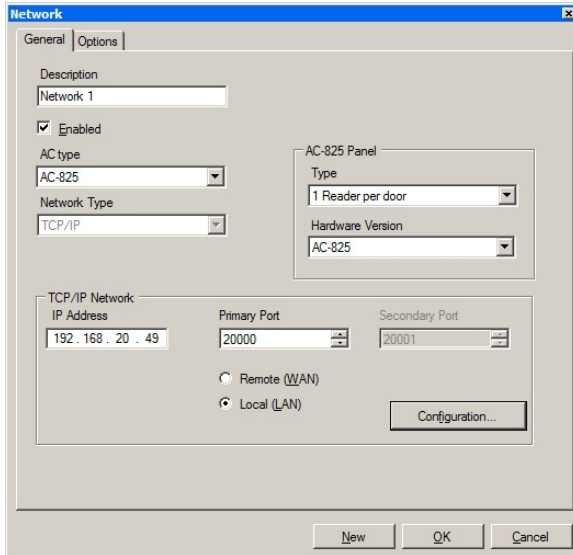 Network
General
Options
Description
Network 1
Enabled
AC type
AC-825
Network Type
TCP/IP
AC-825 Panel
Type
1 Reader per door
Hardware Version
AC-825
TCP/IP Network
IP Address
192 . 168 . 20 . 49
Primary Port
20000
Secondary Port
20001
Remote (WAN)
Local (LAN)
Configuration...
New
OK
Cancel